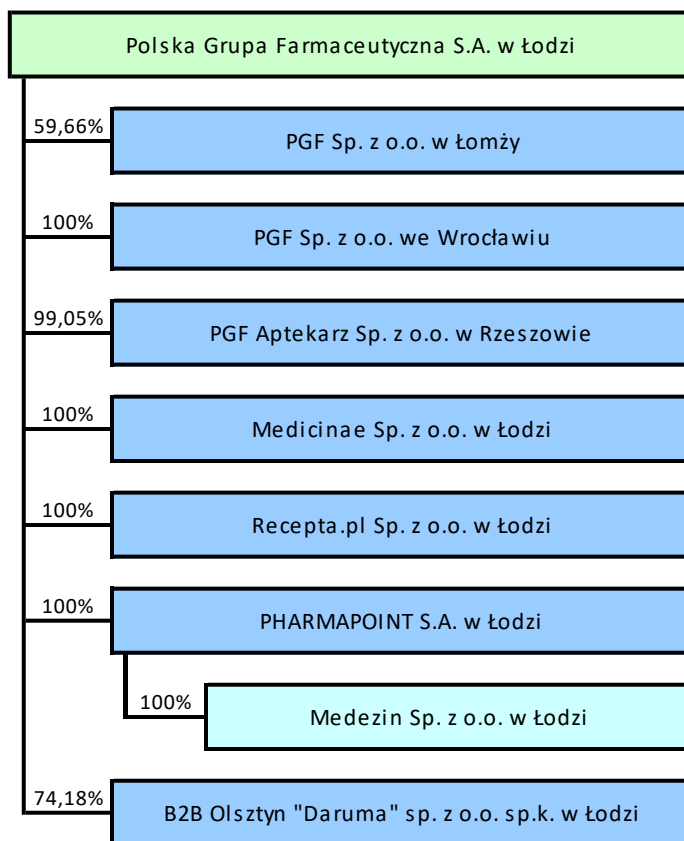 Polska Grupa Farmaceutyczna S.A. w Łodzi
59,66%
PGF Sp. z o.o. w Łomży
100%
PGF Sp. z o.o. we Wrocławiu
99,05%
PGF Aptekarz Sp. z o.o. w Rzeszowie
100%
Medicinae Sp. z o.o. w Łodzi
100%
Recepta.pl Sp. z o.o. w Łodzi
100%
PHARMAPOINT S.A. w Łodzi
100%
Medezin Sp. z o.o. w Łodzi
74,18%
B2B Olsztyn "Daruma" sp. z o.o. sp.k. w Łodzi